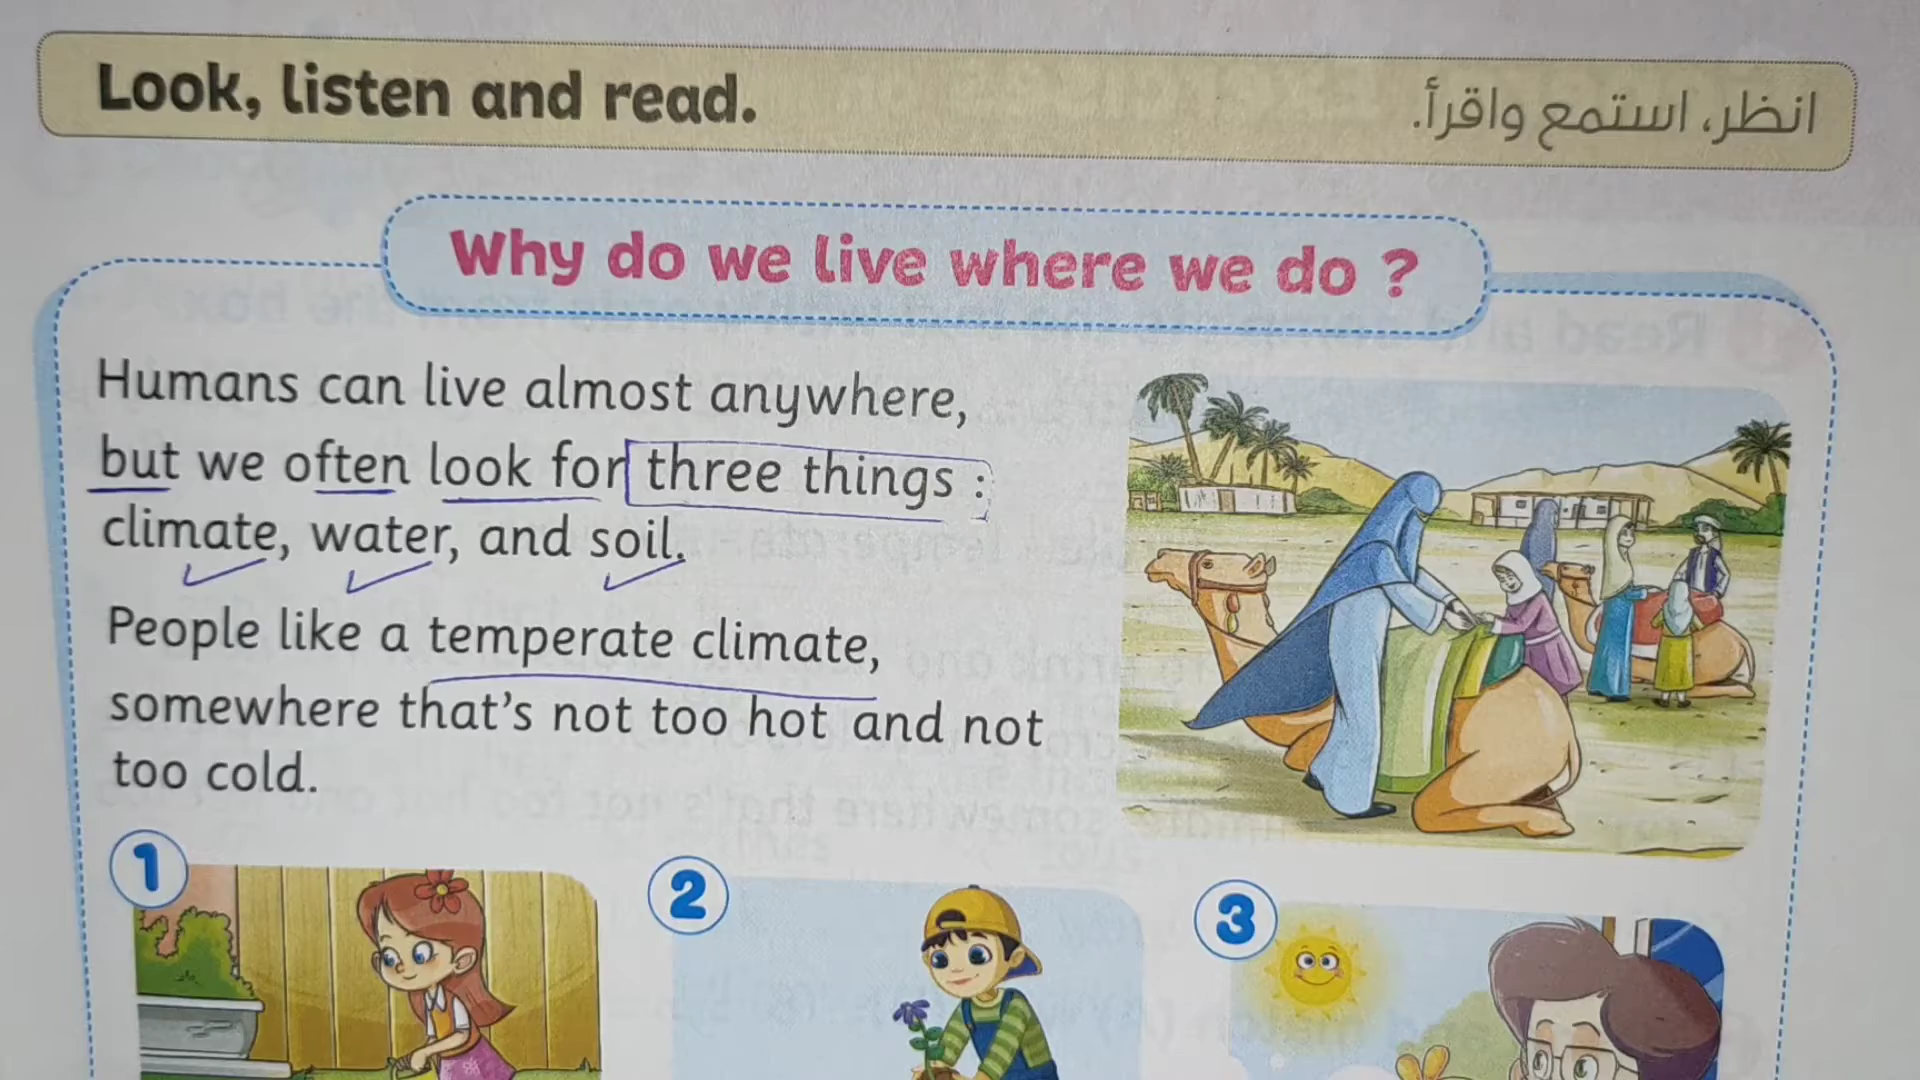 Look, listen and read.
انظر، استمع واقرأ.
Why do we live where we do ?
Humans can live almost anywhere,
but we often look for three things :
climate, water, and soil.
People like a temperate climate,
somewhere that's not too hot and not
too cold.
1
2
3